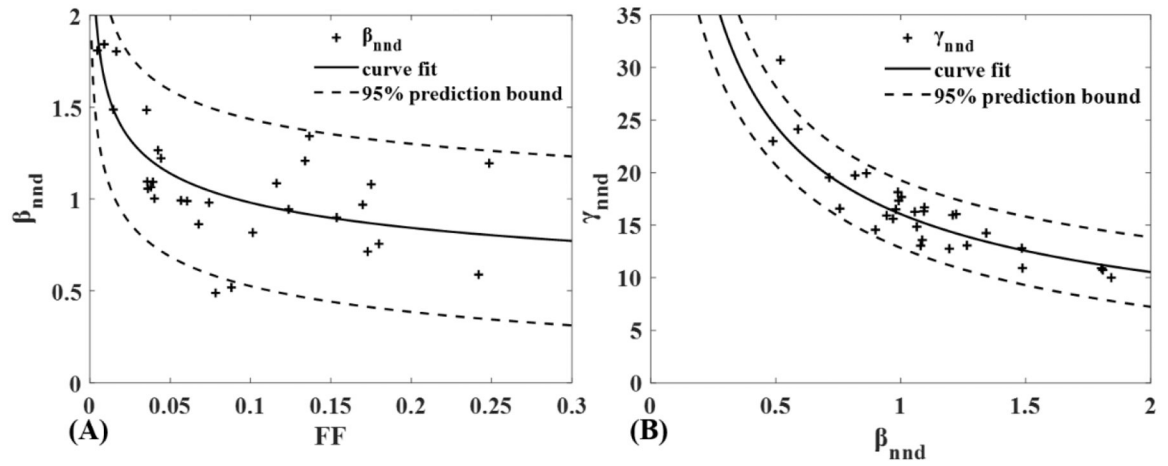 2
1.5
1
0.5
0
β_nnd
β_nnd
curve fit
95% prediction bound
0 0.05 0.1 0.15 0.2 0.25 0.3
(A) FF
35
30
25
20
15
10
5
0
γ_nnd
γ_nnd
curve fit
95% prediction bound
0 0.5 1 1.5 2
(B) β_nnd